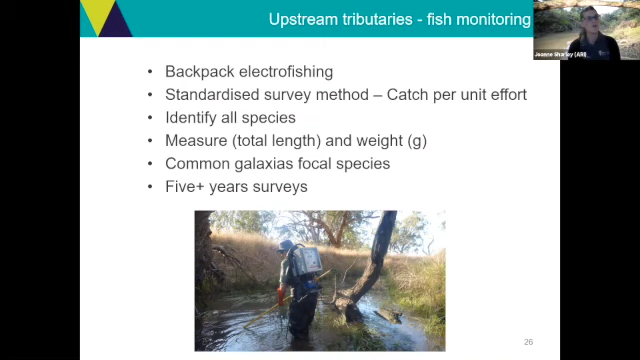 Upstream tributaries - fish monitoring
• Backpack electrofishing
• Standardised survey method – Catch per unit effort
• Identify all species
• Measure (total length) and weight (g)
• Common galaxias focal species
• Five+ years surveys
26